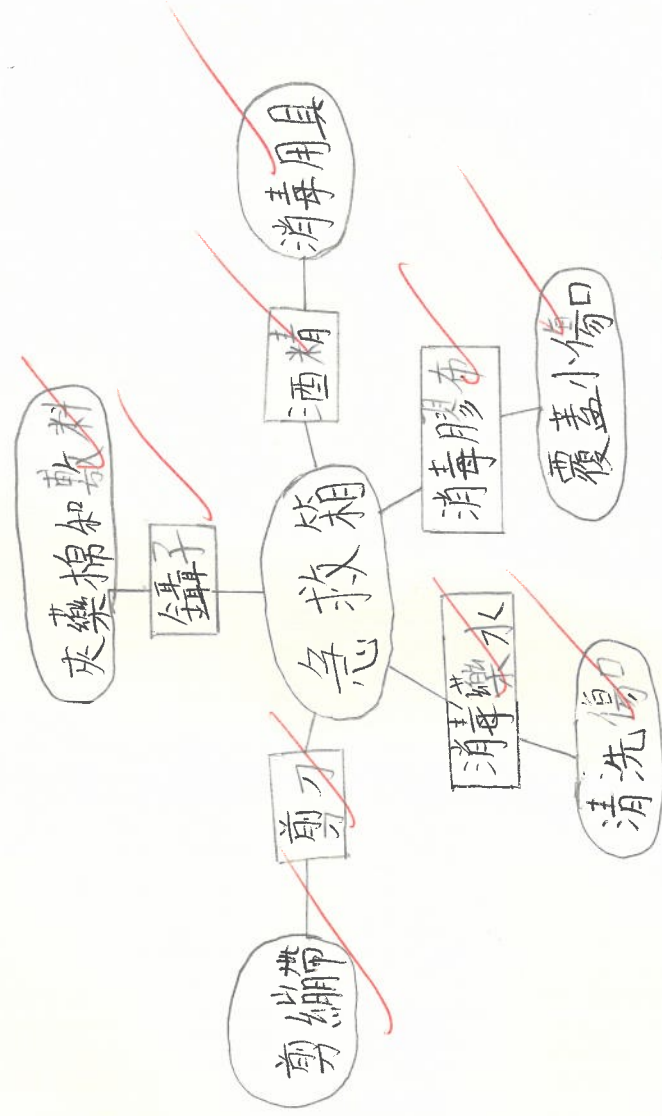 急救箱
鑷子
夾藥棉和敷料
酒精
消毒用具
消毒膠布
覆蓋小傷口
消毒藥水
清洗傷口
剪刀
剪繃帶